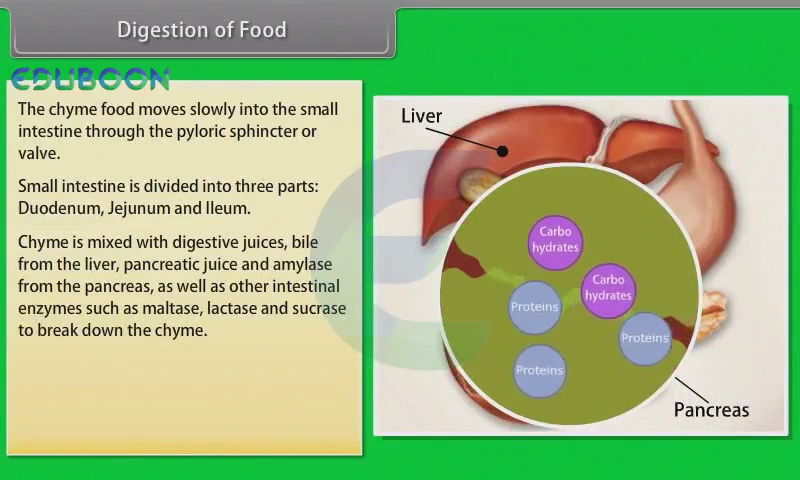 Digestion of Food
EDUBOON
The chyme food moves slowly into the small
intestine through the pyloric sphincter or
valve.
Small intestine is divided into three parts:
Duodenum, Jejunum and Ileum.
Chyme is mixed with digestive juices, bile
from the liver, pancreatic juice and amylase
from the pancreas, as well as other intestinal
enzymes such as maltase, lactase and sucrase
to break down the chyme.
Liver
Carbo
hydrates
Carbo
hydrates
Proteins
Proteins
Proteins
Pancreas